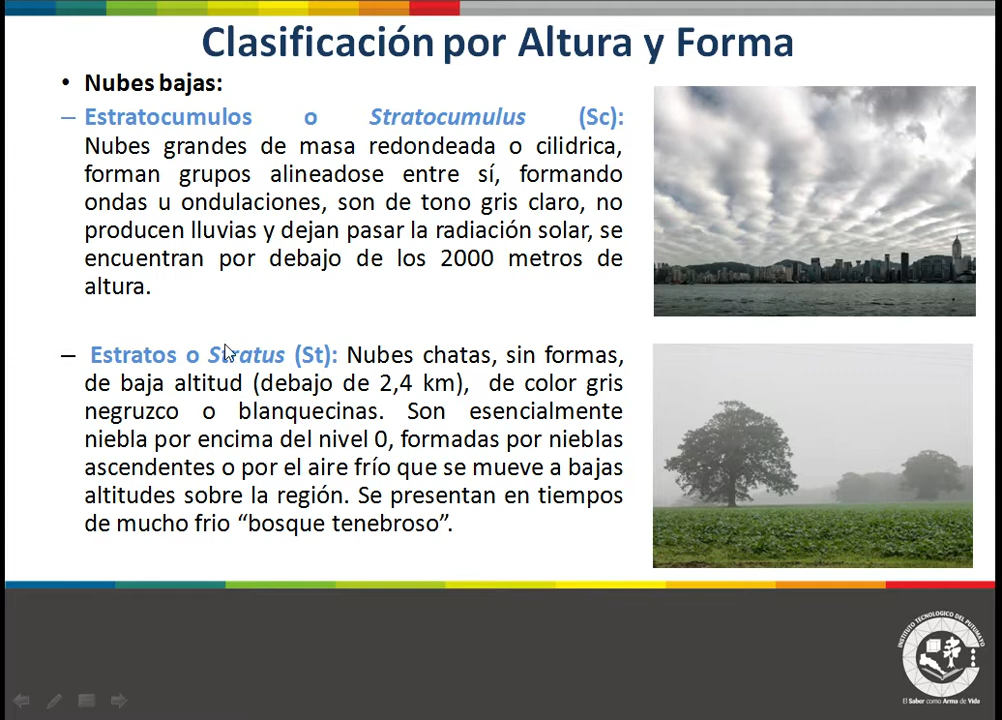 Clasificación por Altura y Forma
• Nubes bajas:
– Estratocumulos o Stratocumulus (Sc):
Nubes grandes de masa redondeada o cilidrica,
forman grupos alineadose entre sí, formando
ondas u ondulaciones, son de tono gris claro, no
producen lluvias y dejan pasar la radiación solar, se
encuentran por debajo de los 2000 metros de
altura.
– Estratos o Stratus (St): Nubes chatas, sin formas,
de baja altitud (debajo de 2,4 km), de color gris
negruzco o blanquecinas. Son esencialmente
niebla por encima del nivel 0, formadas por nieblas
ascendentes o por el aire frío que se mueve a bajas
altitudes sobre la región. Se presentan en tiempos
de mucho frio “bosque tenebroso”.
INSTITUTO TECNOLOGICO DEL PUTUMAYO
El Saber como Arma de Vida